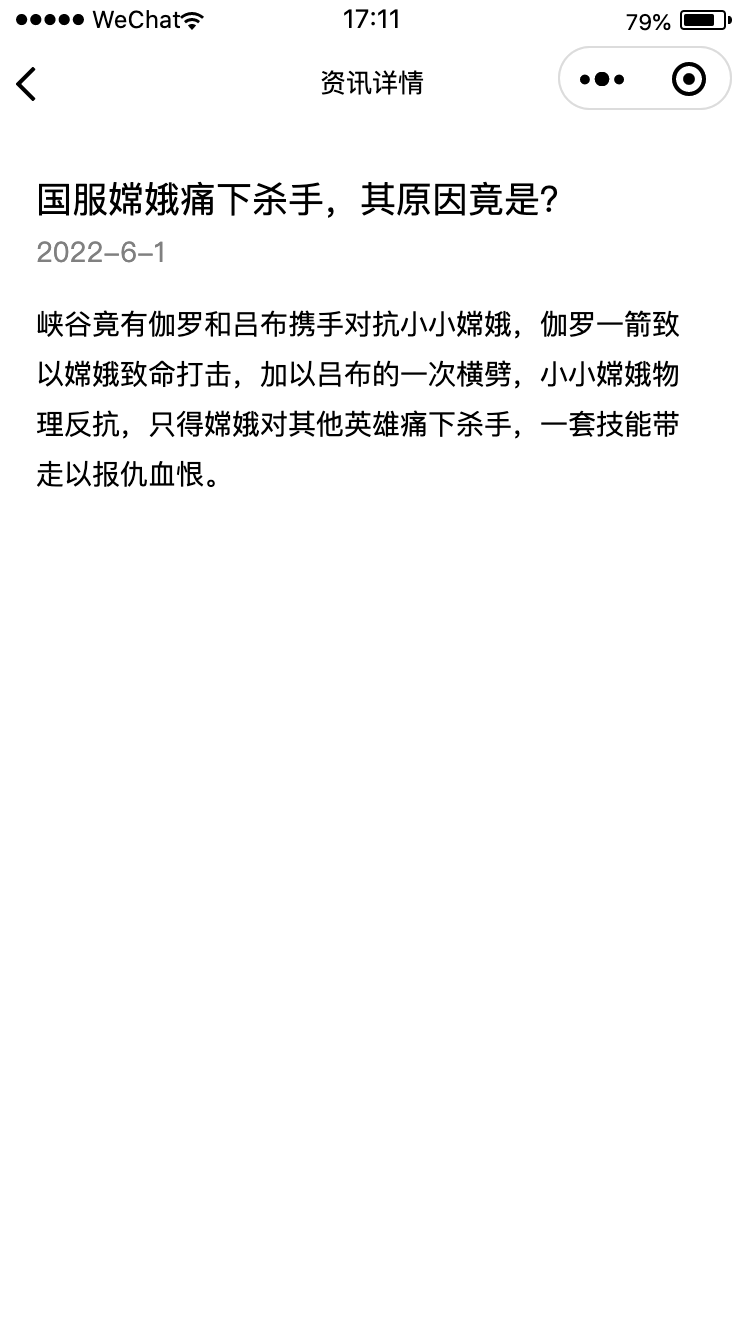 WeChat 17:11 79%
资讯详情
国服嫦娥痛下杀手，其原因竟是？
2022-6-1
峡谷竟有伽罗和吕布携手对抗小小嫦娥，伽罗一箭致
以嫦娥致命打击，加以吕布的一次横劈，小小嫦娥物
理反抗，只得嫦娥对其他英雄痛下杀手，一套技能带
走以报仇血恨。